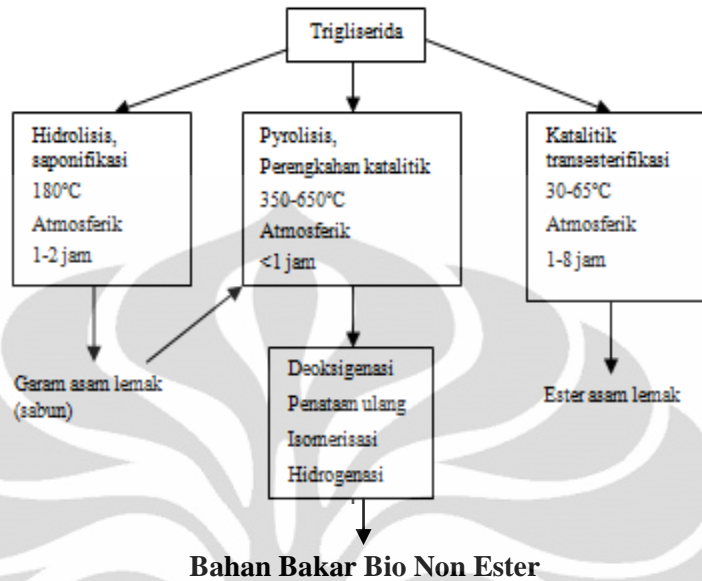 Trigliserida
Hidrolisis,
saponifikasi
180°C
Atmosferik
1-2 jam
Pyrolisis,
Perengkahan katalitik
350-650°C
Atmosferik
<1 jam
Katalitik
transesterifikasi
30-65°C
Atmosferik
1-8 jam
Garam asam lemak
(sabun)
Deoksigenasi
Penataan ulang
Isomerisasi
Hidrogenasi
Ester asam lemak
Bahan Bakar Bio Non Ester